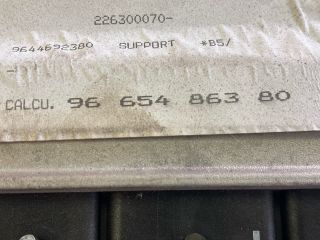 226300070-
9644692380 SUPPORT *B5/
-
CALCU. 96 654 863 80